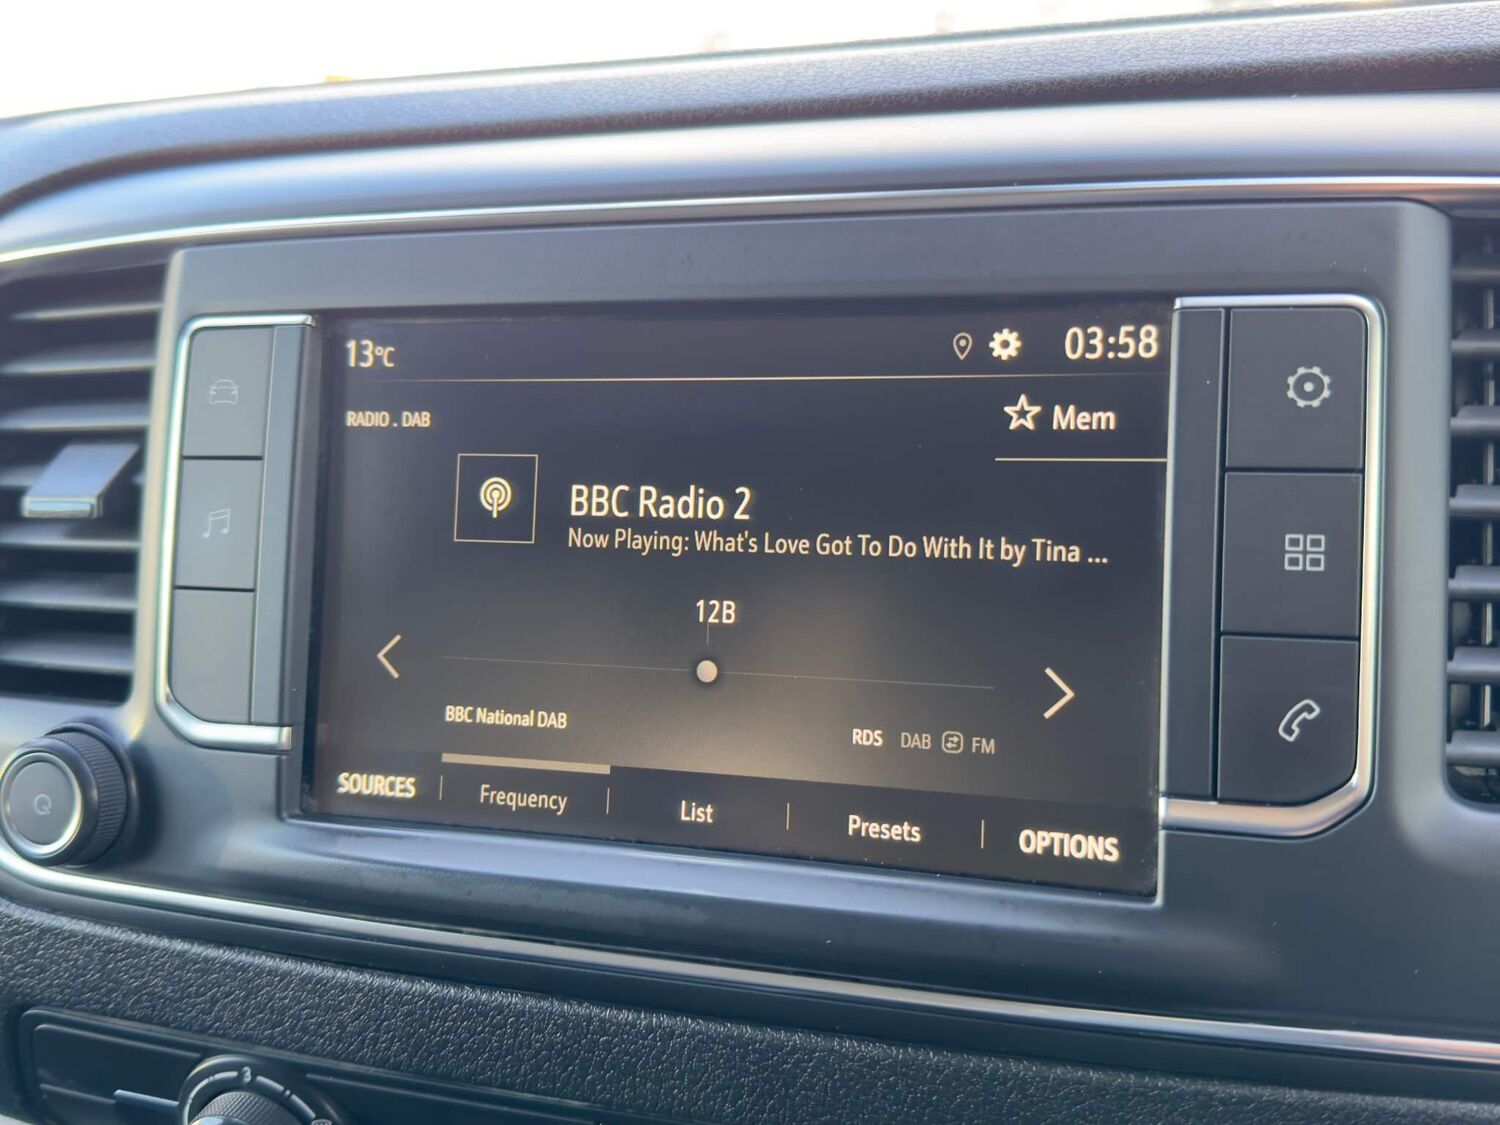 13°C
03:58
RADIO . DAB
Mem
BBC Radio 2
Now Playing: What's Love Got To Do With It by Tina ...
12B
BBC National DAB
RDS DAB FM
SOURCES
Frequency
List
Presets
OPTIONS
3